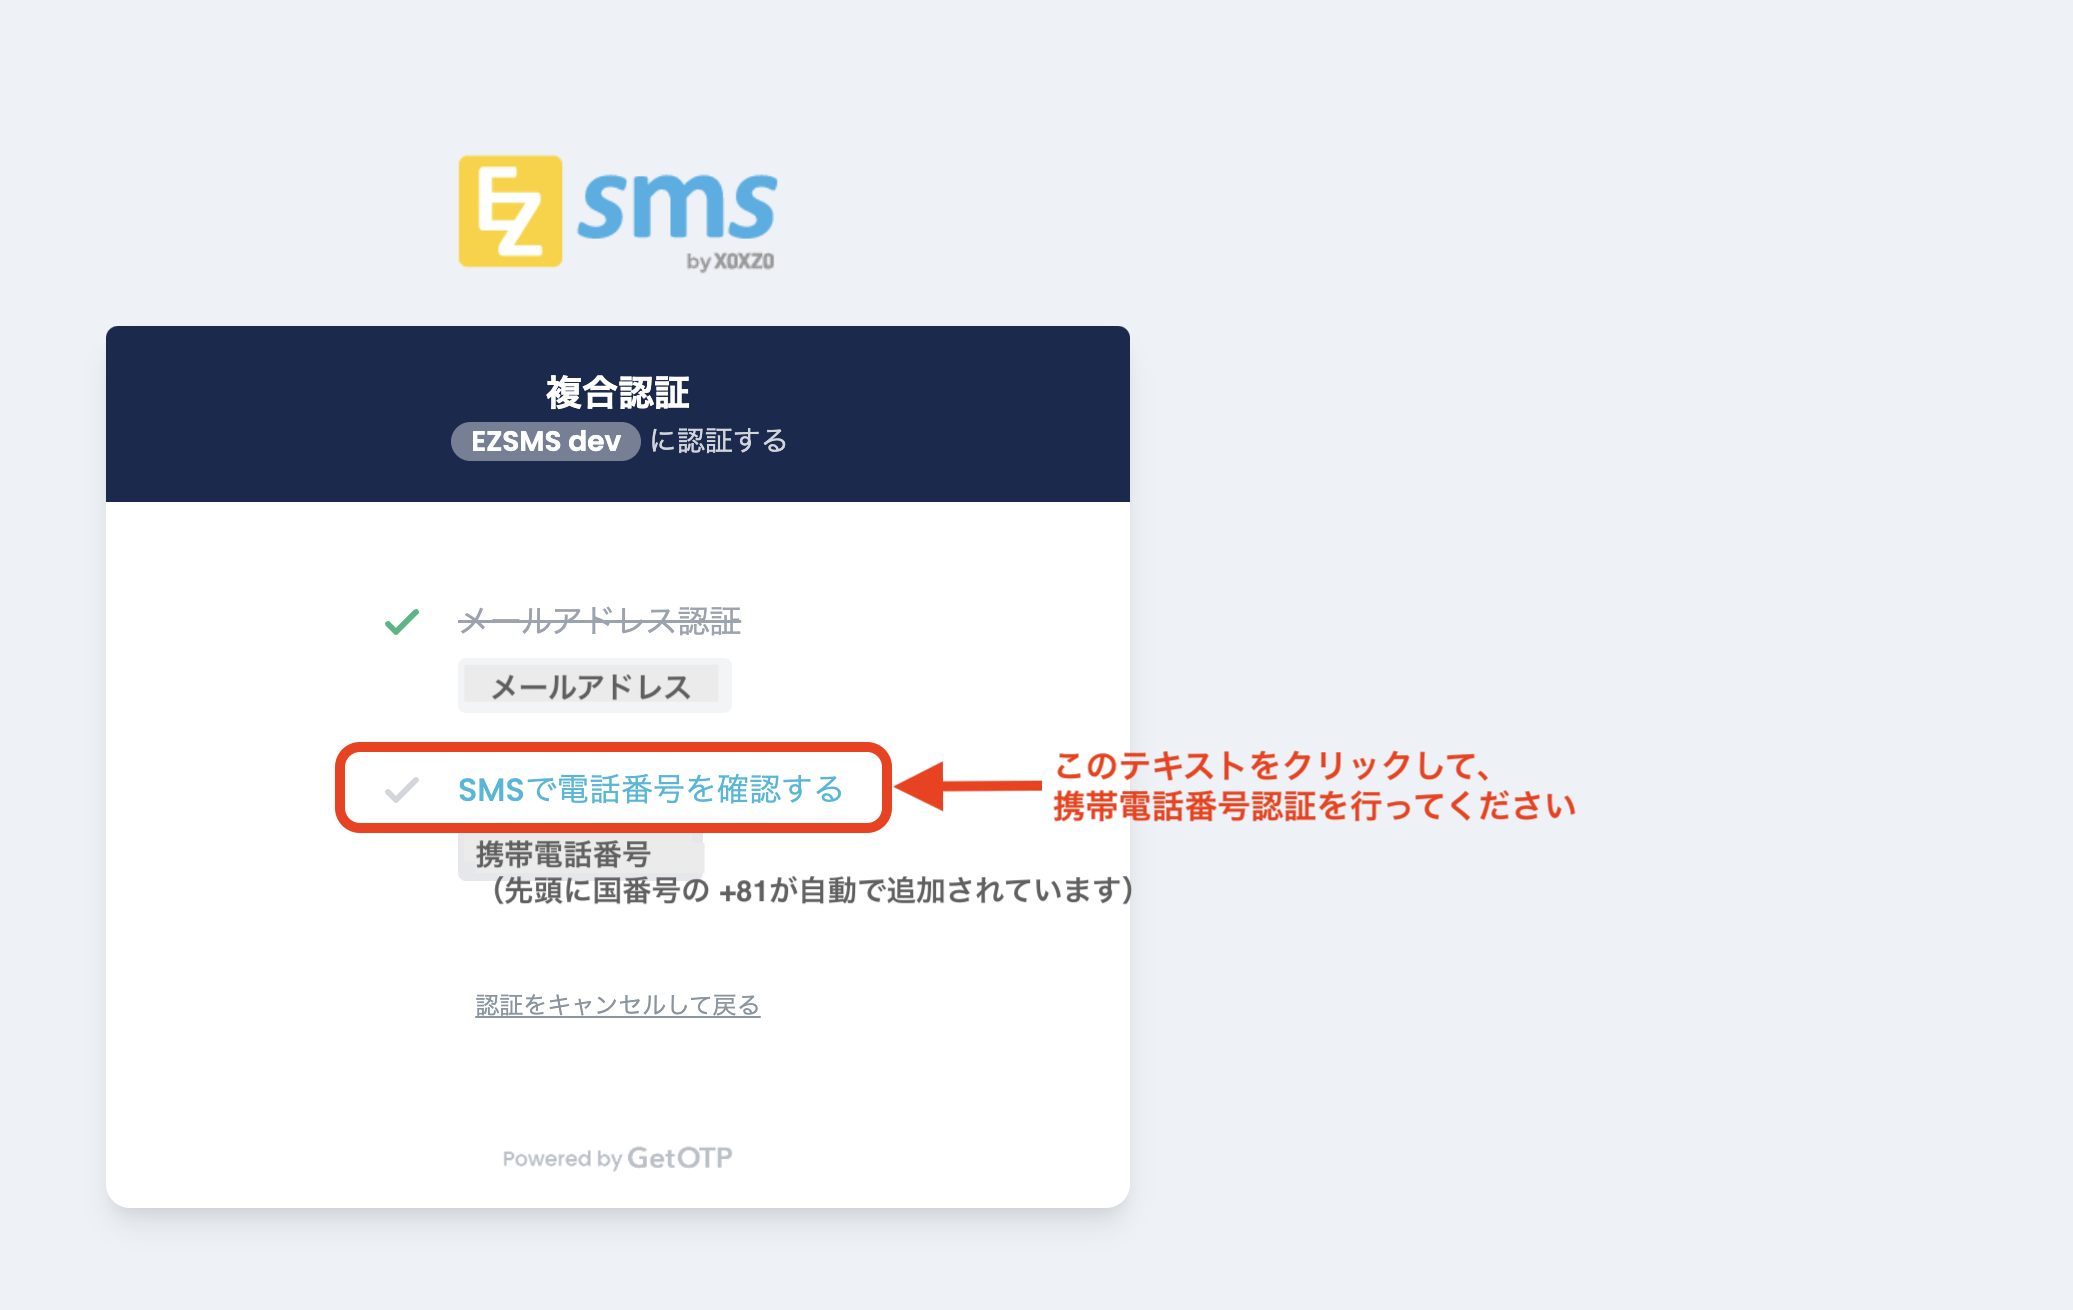 EZ sms
by XOXZO
複合認証
EZSMS dev に認証する
メールアドレス認証
メールアドレス
SMSで電話番号を確認する
このテキストをクリックして、
携帯電話番号認証を行ってください
携帯電話番号
（先頭に国番号の +81が自動で追加されています）
認証をキャンセルして戻る
Powered by GetOTP